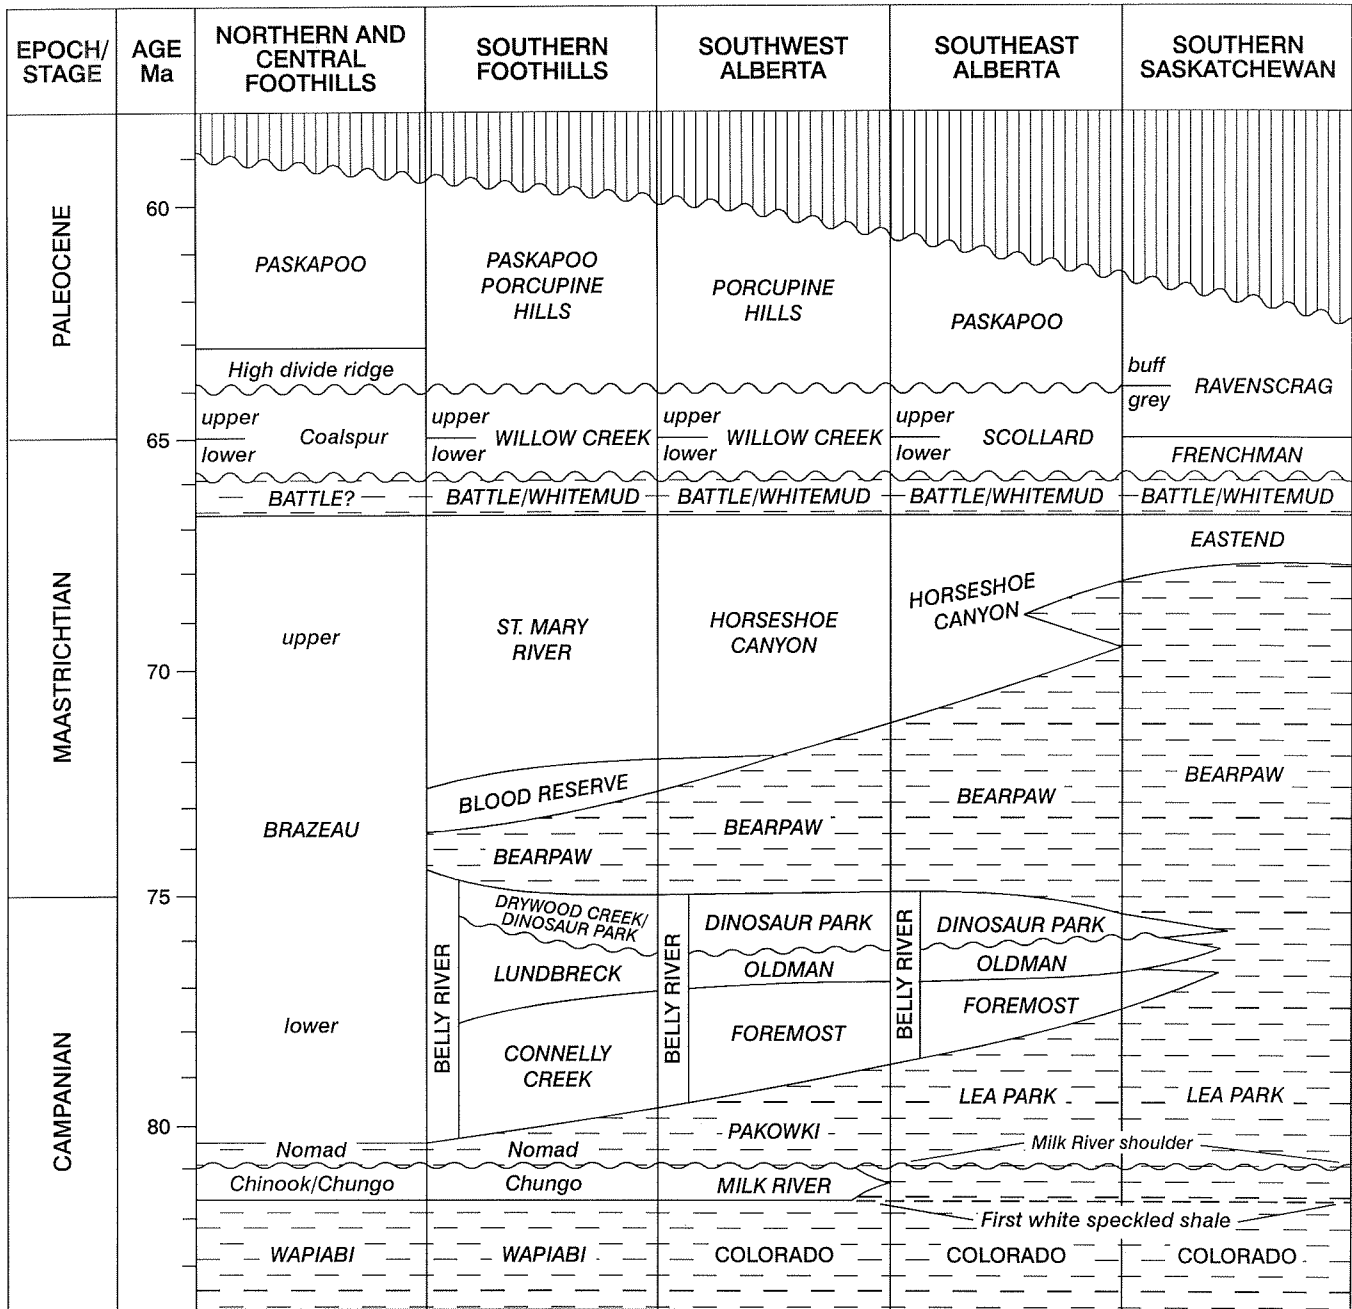 EPOCH/
STAGE
AGE
Ma
NORTHERN AND
CENTRAL
FOOTHILLS
SOUTHERN
FOOTHILLS
SOUTHWEST
ALBERTA
SOUTHEAST
ALBERTA
SOUTHERN
SASKATCHEWAN
PALEOCENE
MAASTRICHTIAN
CAMPANIAN
60
65
70
75
80
PASKAPOO
High divide ridge
upper
lower
Coalspur
BATTLE?
upper
BRAZEAU
lower
Nomad
Chinook/Chungo
WAPIABI
PASKAPOO
PORCUPINE
HILLS
upper
lower
WILLOW CREEK
BATTLE/WHITEMUD
ST. MARY
RIVER
BLOOD RESERVE
BEARPAW
BELLY RIVER
DRYWOOD CREEK/
DINOSAUR PARK
LUNDBRECK
CONNELLY
CREEK
Nomad
Chungo
WAPIABI
PORCUPINE
HILLS
upper
lower
WILLOW CREEK
BATTLE/WHITEMUD
HORSESHOE
CANYON
BEARPAW
BELLY RIVER
DINOSAUR PARK
OLDMAN
FOREMOST
PAKOWKI
MILK RIVER
COLORADO
PASKAPOO
upper
lower
SCOLLARD
BATTLE/WHITEMUD
HORSESHOE
CANYON
BEARPAW
BELLY RIVER
DINOSAUR PARK
OLDMAN
FOREMOST
LEA PARK
Milk River shoulder
First white speckled shale
COLORADO
buff
grey
RAVENSCRAG
FRENCHMAN
BATTLE/WHITEMUD
EASTEND
BEARPAW
LEA PARK
COLORADO